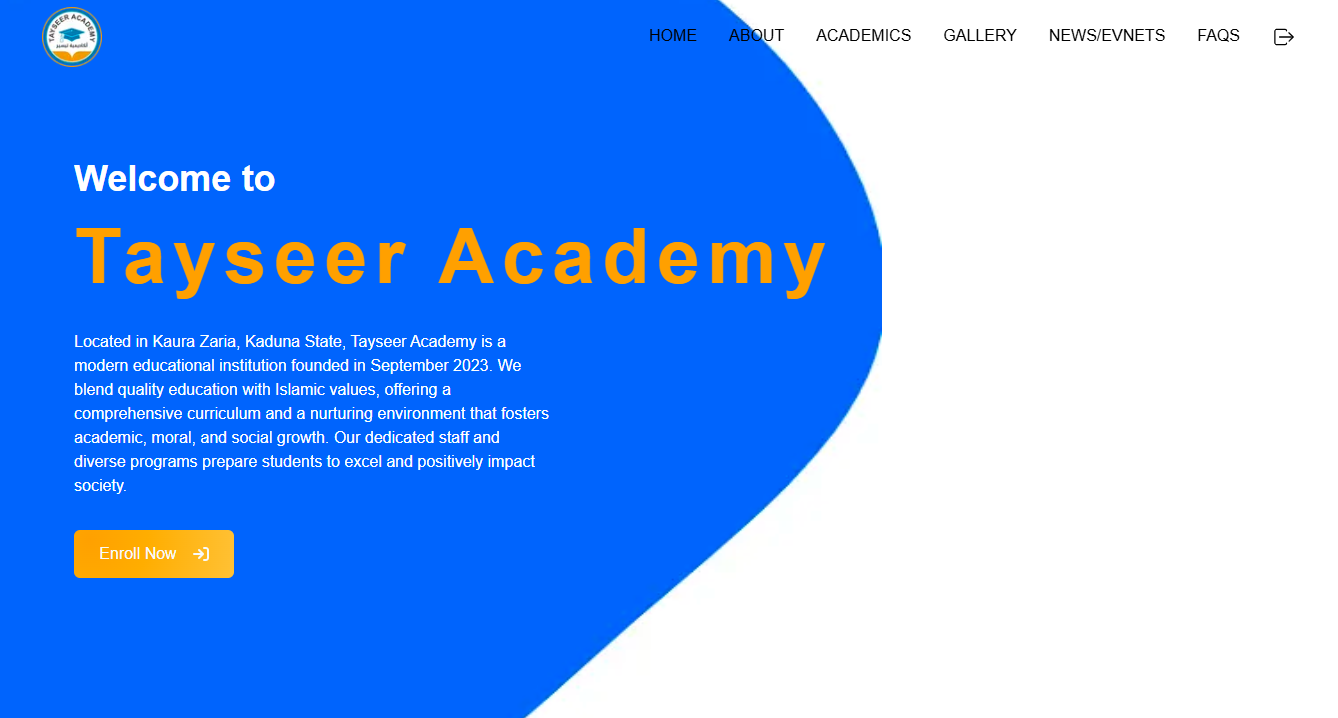 TAYSEER ACADEMY
أكاديمية تيسير
HOME ABOUT ACADEMICS GALLERY NEWS/EVNETS FAQS
Welcome to
Tayseer Academy
Located in Kaura Zaria, Kaduna State, Tayseer Academy is a
modern educational institution founded in September 2023. We
blend quality education with Islamic values, offering a
comprehensive curriculum and a nurturing environment that fosters
academic, moral, and social growth. Our dedicated staff and
diverse programs prepare students to excel and positively impact
society.
Enroll Now